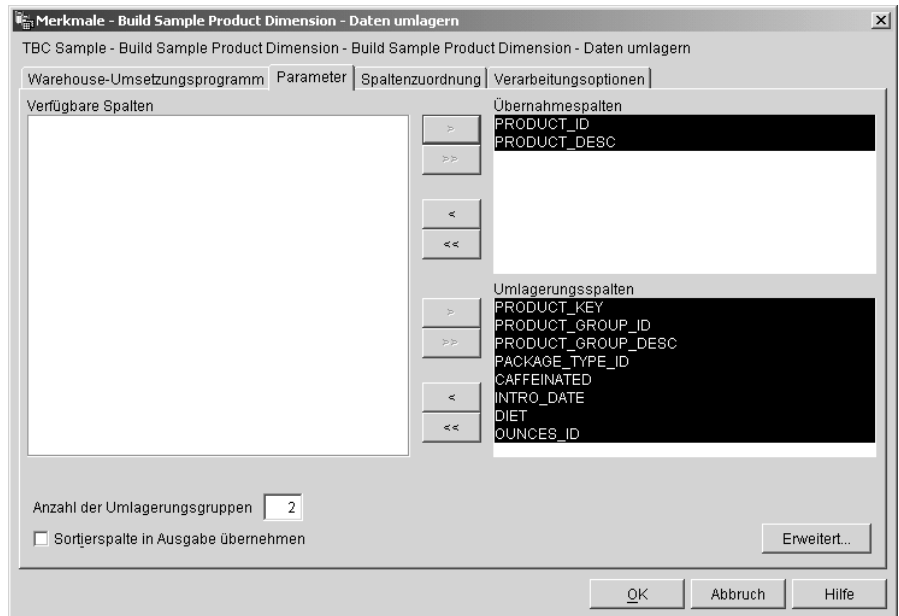 Merkmale - Build Sample Product Dimension - Daten umlagern
TBC Sample - Build Sample Product Dimension - Build Sample Product Dimension - Daten umlagern
Warehouse-Umsetzungsprogramm Parameter Spaltenzuordnung Verarbeitungsoptionen
Verfügbare Spalten
>
>>
<
<<
Übernahmespalten
PRODUCT_ID
PRODUCT_DESC
>
>>
<
<<
Umlagerungsspalten
PRODUCT_KEY
PRODUCT_GROUP_ID
PRODUCT_GROUP_DESC
PACKAGE_TYPE_ID
CAFFEINATED
INTRO_DATE
DIET
OUNCES_ID
Anzahl der Umlagerungsgruppen 2
Sortierspalte in Ausgabe übernehmen
Erweitert...
OK Abbruch Hilfe